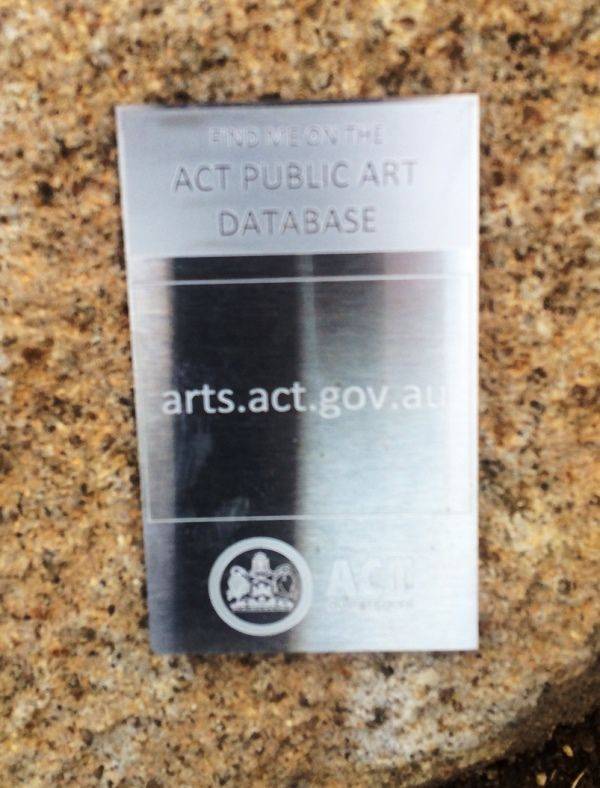 FIND ME ON THE
ACT PUBLIC ART
DATABASE
arts.act.gov.au
ACT